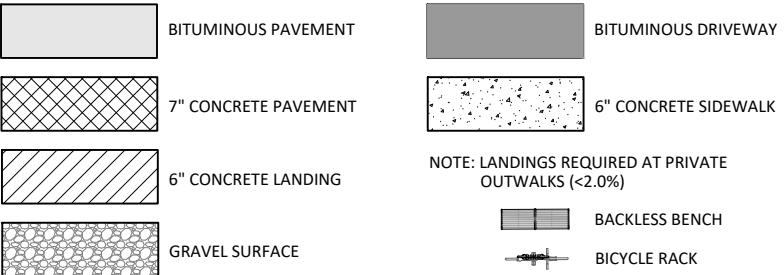 BITUMINOUS PAVEMENT
7" CONCRETE PAVEMENT
6" CONCRETE LANDING
GRAVEL SURFACE
BITUMINOUS DRIVEWAY
6" CONCRETE SIDEWALK
NOTE: LANDINGS REQUIRED AT PRIVATE
OUTWALKS (<2.0%)
BACKLESS BENCH
BICYCLE RACK